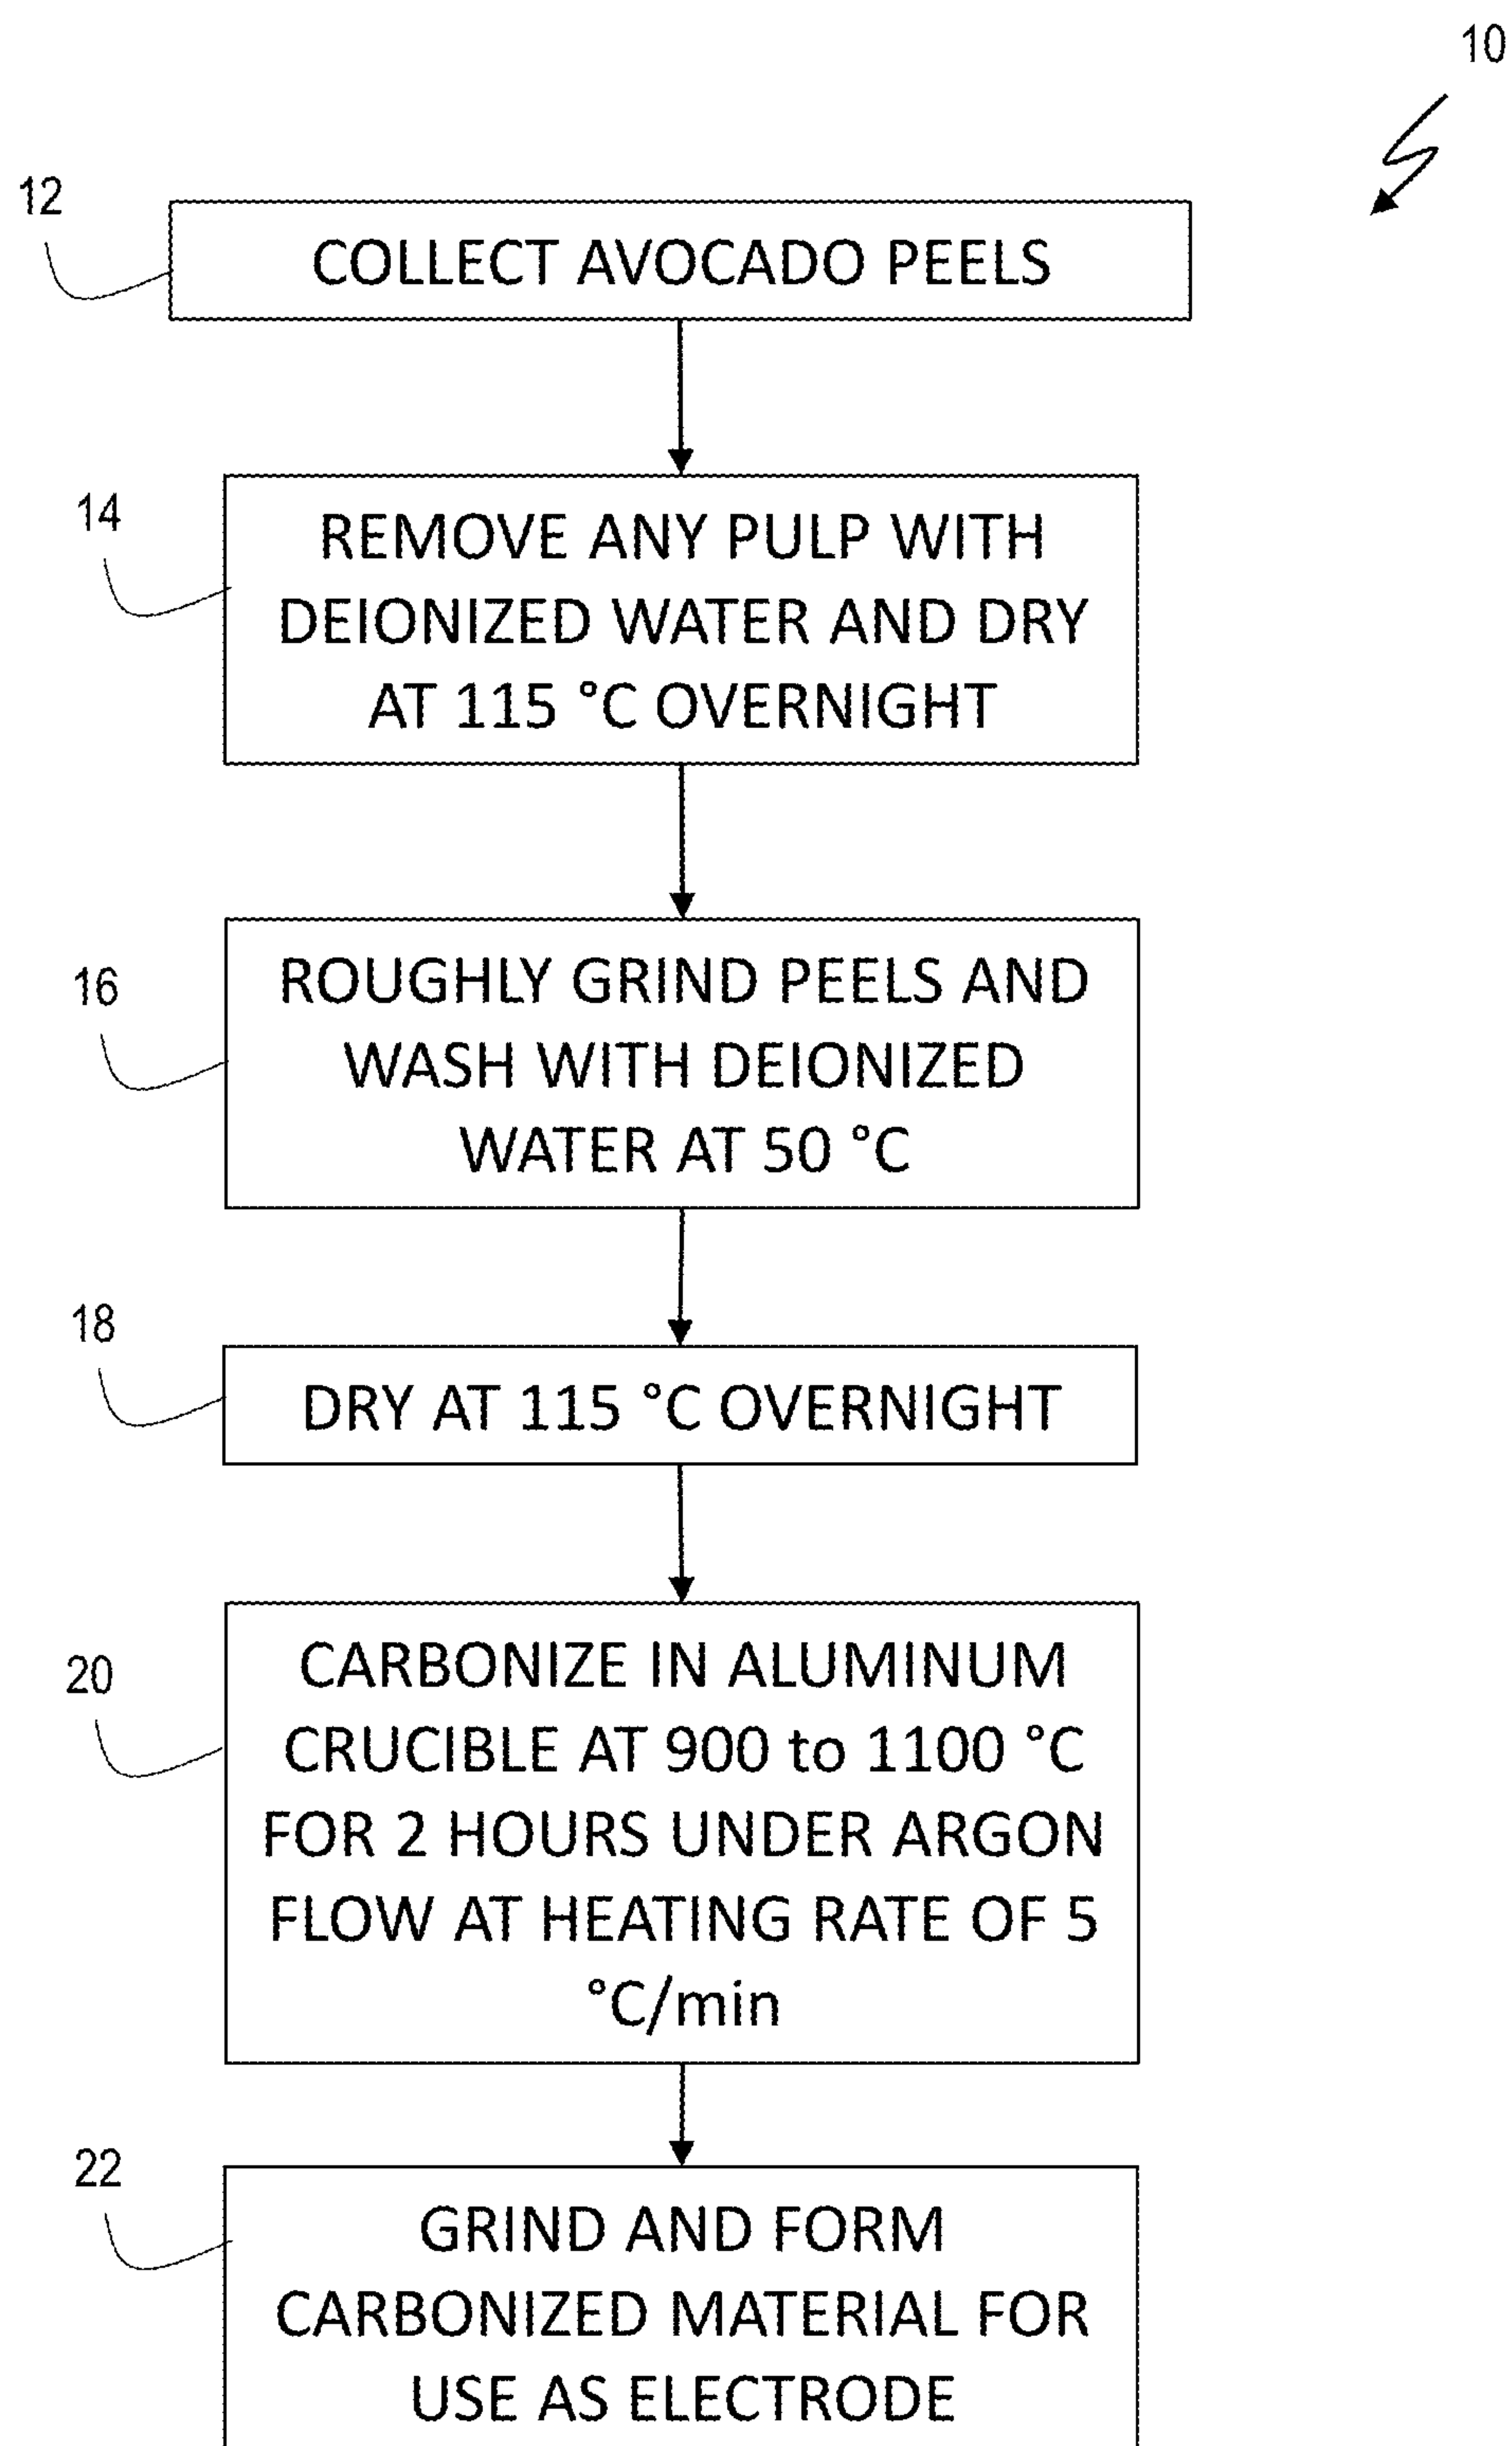 10
12
COLLECT AVOCADO PEELS
14
REMOVE ANY PULP WITH
DEIONIZED WATER AND DRY
AT 115 °C OVERNIGHT
16
ROUGHLY GRIND PEELS AND
WASH WITH DEIONIZED
WATER AT 50 °C
18
DRY AT 115 °C OVERNIGHT
20
CARBONIZE IN ALUMINUM
CRUCIBLE AT 900 to 1100 °C
FOR 2 HOURS UNDER ARGON
FLOW AT HEATING RATE OF 5
°C/min
22
GRIND AND FORM
CARBONIZED MATERIAL FOR
USE AS ELECTRODE